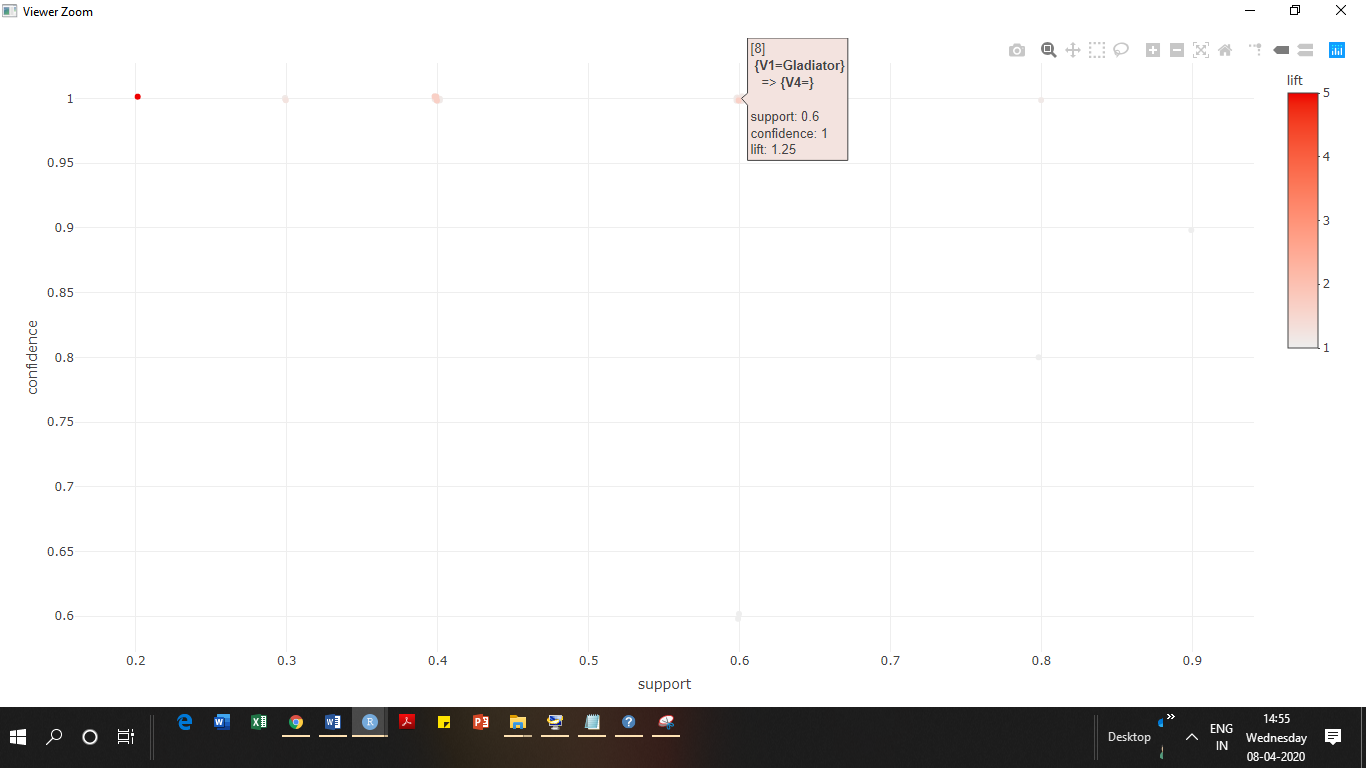 Viewer Zoom
[8]
{V1=Gladiator}
=> {V4=}
support: 0.6
confidence: 1
lift: 1.25
lift
5
4
3
2
1
1
0.95
0.9
0.85
0.8
0.75
0.7
0.65
0.6
confidence
0.2 0.3 0.4 0.5 0.6 0.7 0.8 0.9
support
Desktop
»
ENG
IN
14:55
Wednesday
08-04-2020